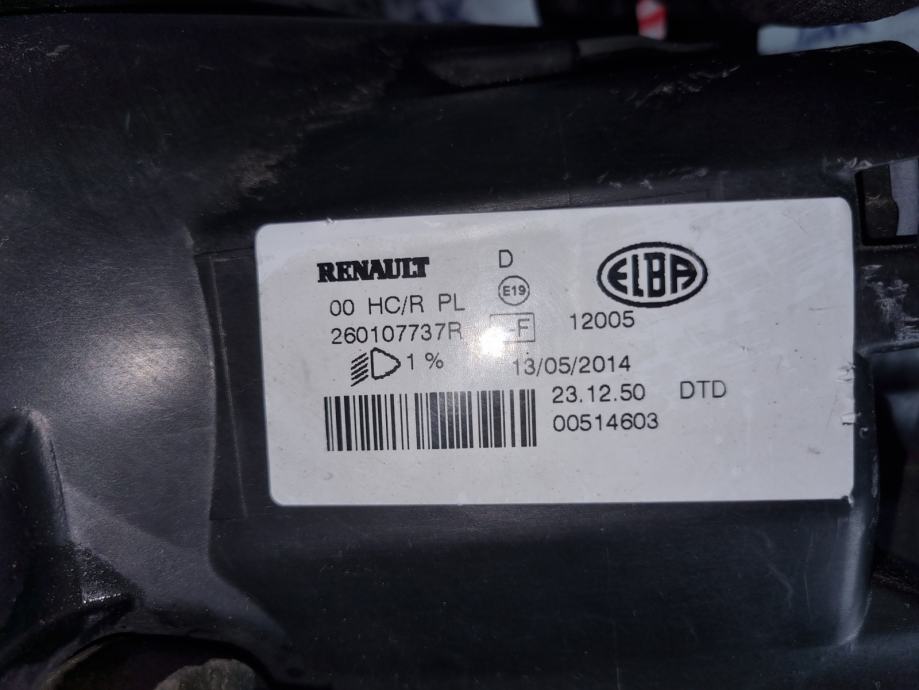 RENAULT D ELBA
00 HC/R PL E19
260107737R -F 12005
1 % 13/05/2014
23.12.50 DTD
00514603